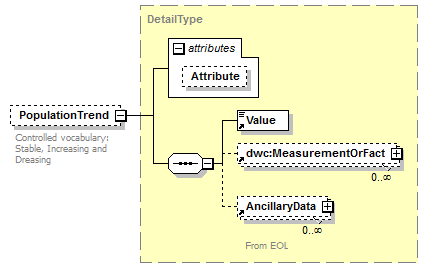 DetailType
attributes
Attribute
PopulationTrend
Controlled vocabulary:
Stable, Increasing and
Dreasing
Value
dwc:MeasurementOrFact
0..∞
AncillaryData
0..∞
From EOL